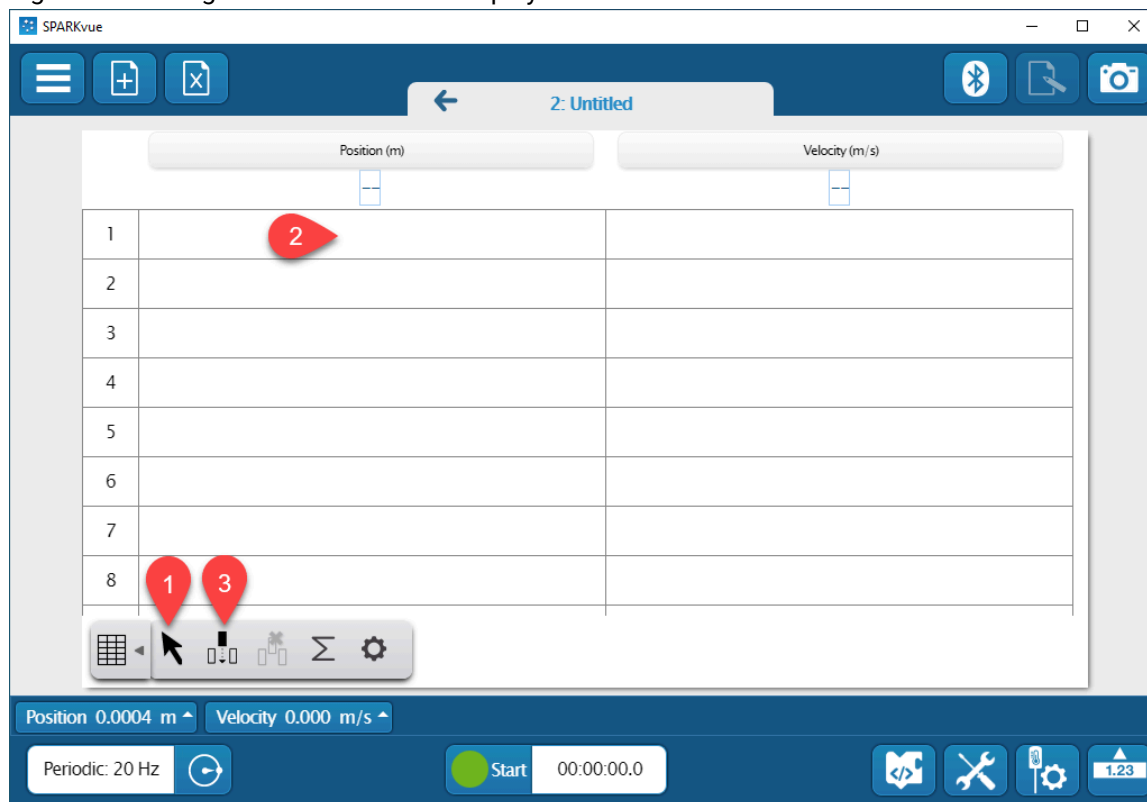 SPARKvue
2: Untitled
Position (m)
Velocity (m/s)
--
--
1
2
2
3
4
5
6
7
8
1
3
Position 0.0004 m
Velocity 0.000 m/s
Periodic: 20 Hz
Start
00:00:00.0
1.23